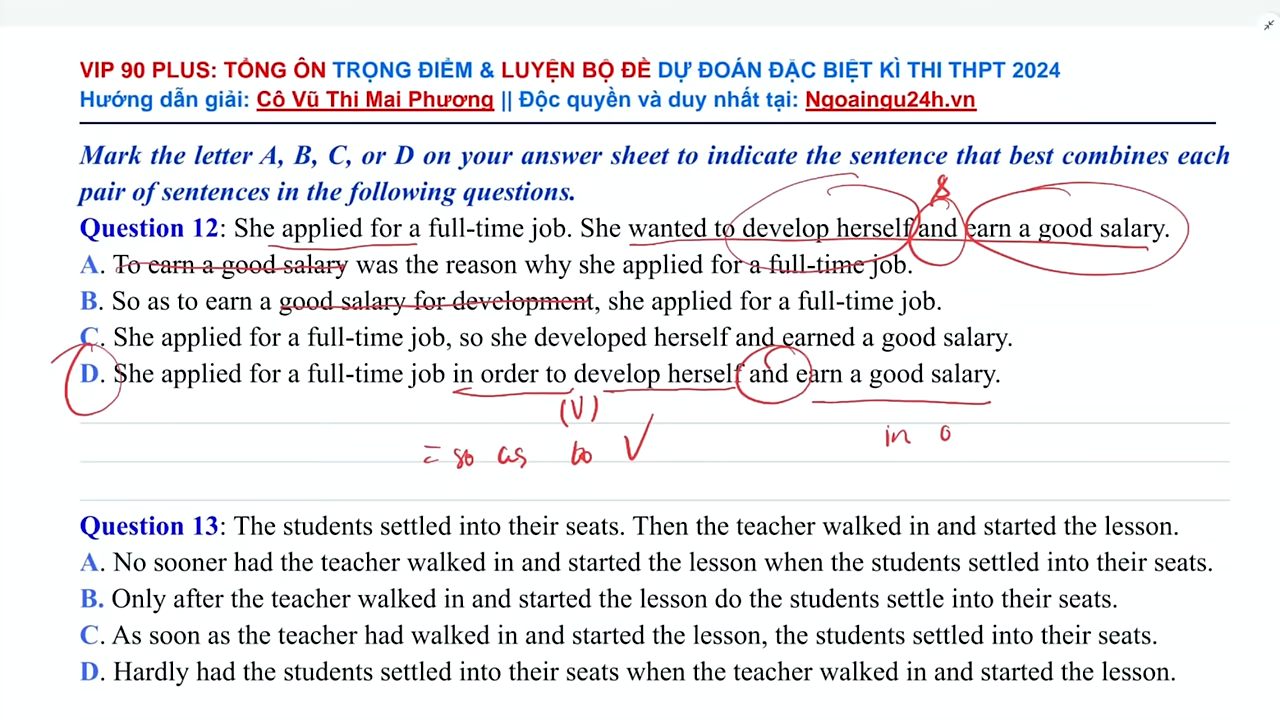 VIP 90 PLUS: TỔNG ÔN TRỌNG ĐIỂM & LUYỆN BỘ ĐỀ DỰ ĐOÁN ĐẶC BIỆT KÌ THI THPT 2024
Hướng dẫn giải: Cô Vũ Thi Mai Phương || Độc quyền và duy nhất tại: Ngoaingu24h.vn
Mark the letter A, B, C, or D on your answer sheet to indicate the sentence that best combines each
pair of sentences in the following questions.
&
Question 12: She applied for a full-time job. She wanted to develop herself and earn a good salary.
A. To earn a good salary was the reason why she applied for a full-time job.
B. So as to earn a good salary for development, she applied for a full-time job.
C. She applied for a full-time job, so she developed herself and earned a good salary.
D. She applied for a full-time job in order to develop herself and earn a good salary.
(V)
= so as to V
in o
Question 13: The students settled into their seats. Then the teacher walked in and started the lesson.
A. No sooner had the teacher walked in and started the lesson when the students settled into their seats.
B. Only after the teacher walked in and started the lesson do the students settle into their seats.
C. As soon as the teacher had walked in and started the lesson, the students settled into their seats.
D. Hardly had the students settled into their seats when the teacher walked in and started the lesson.